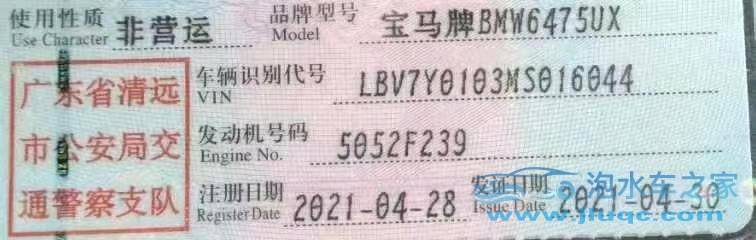 使用性质 非营运 品牌型号 宝马牌BMW6475UX
Use Character Model
车辆识别代号 LBV7Y0103MS016044
VIN
广东省清远
市公安局交
通警察支队
发动机号码 5052F239
Engine No.
注册日期 2021-04-28 发证日期 2021-04-30
Register Date Issue Date
淘水车之家